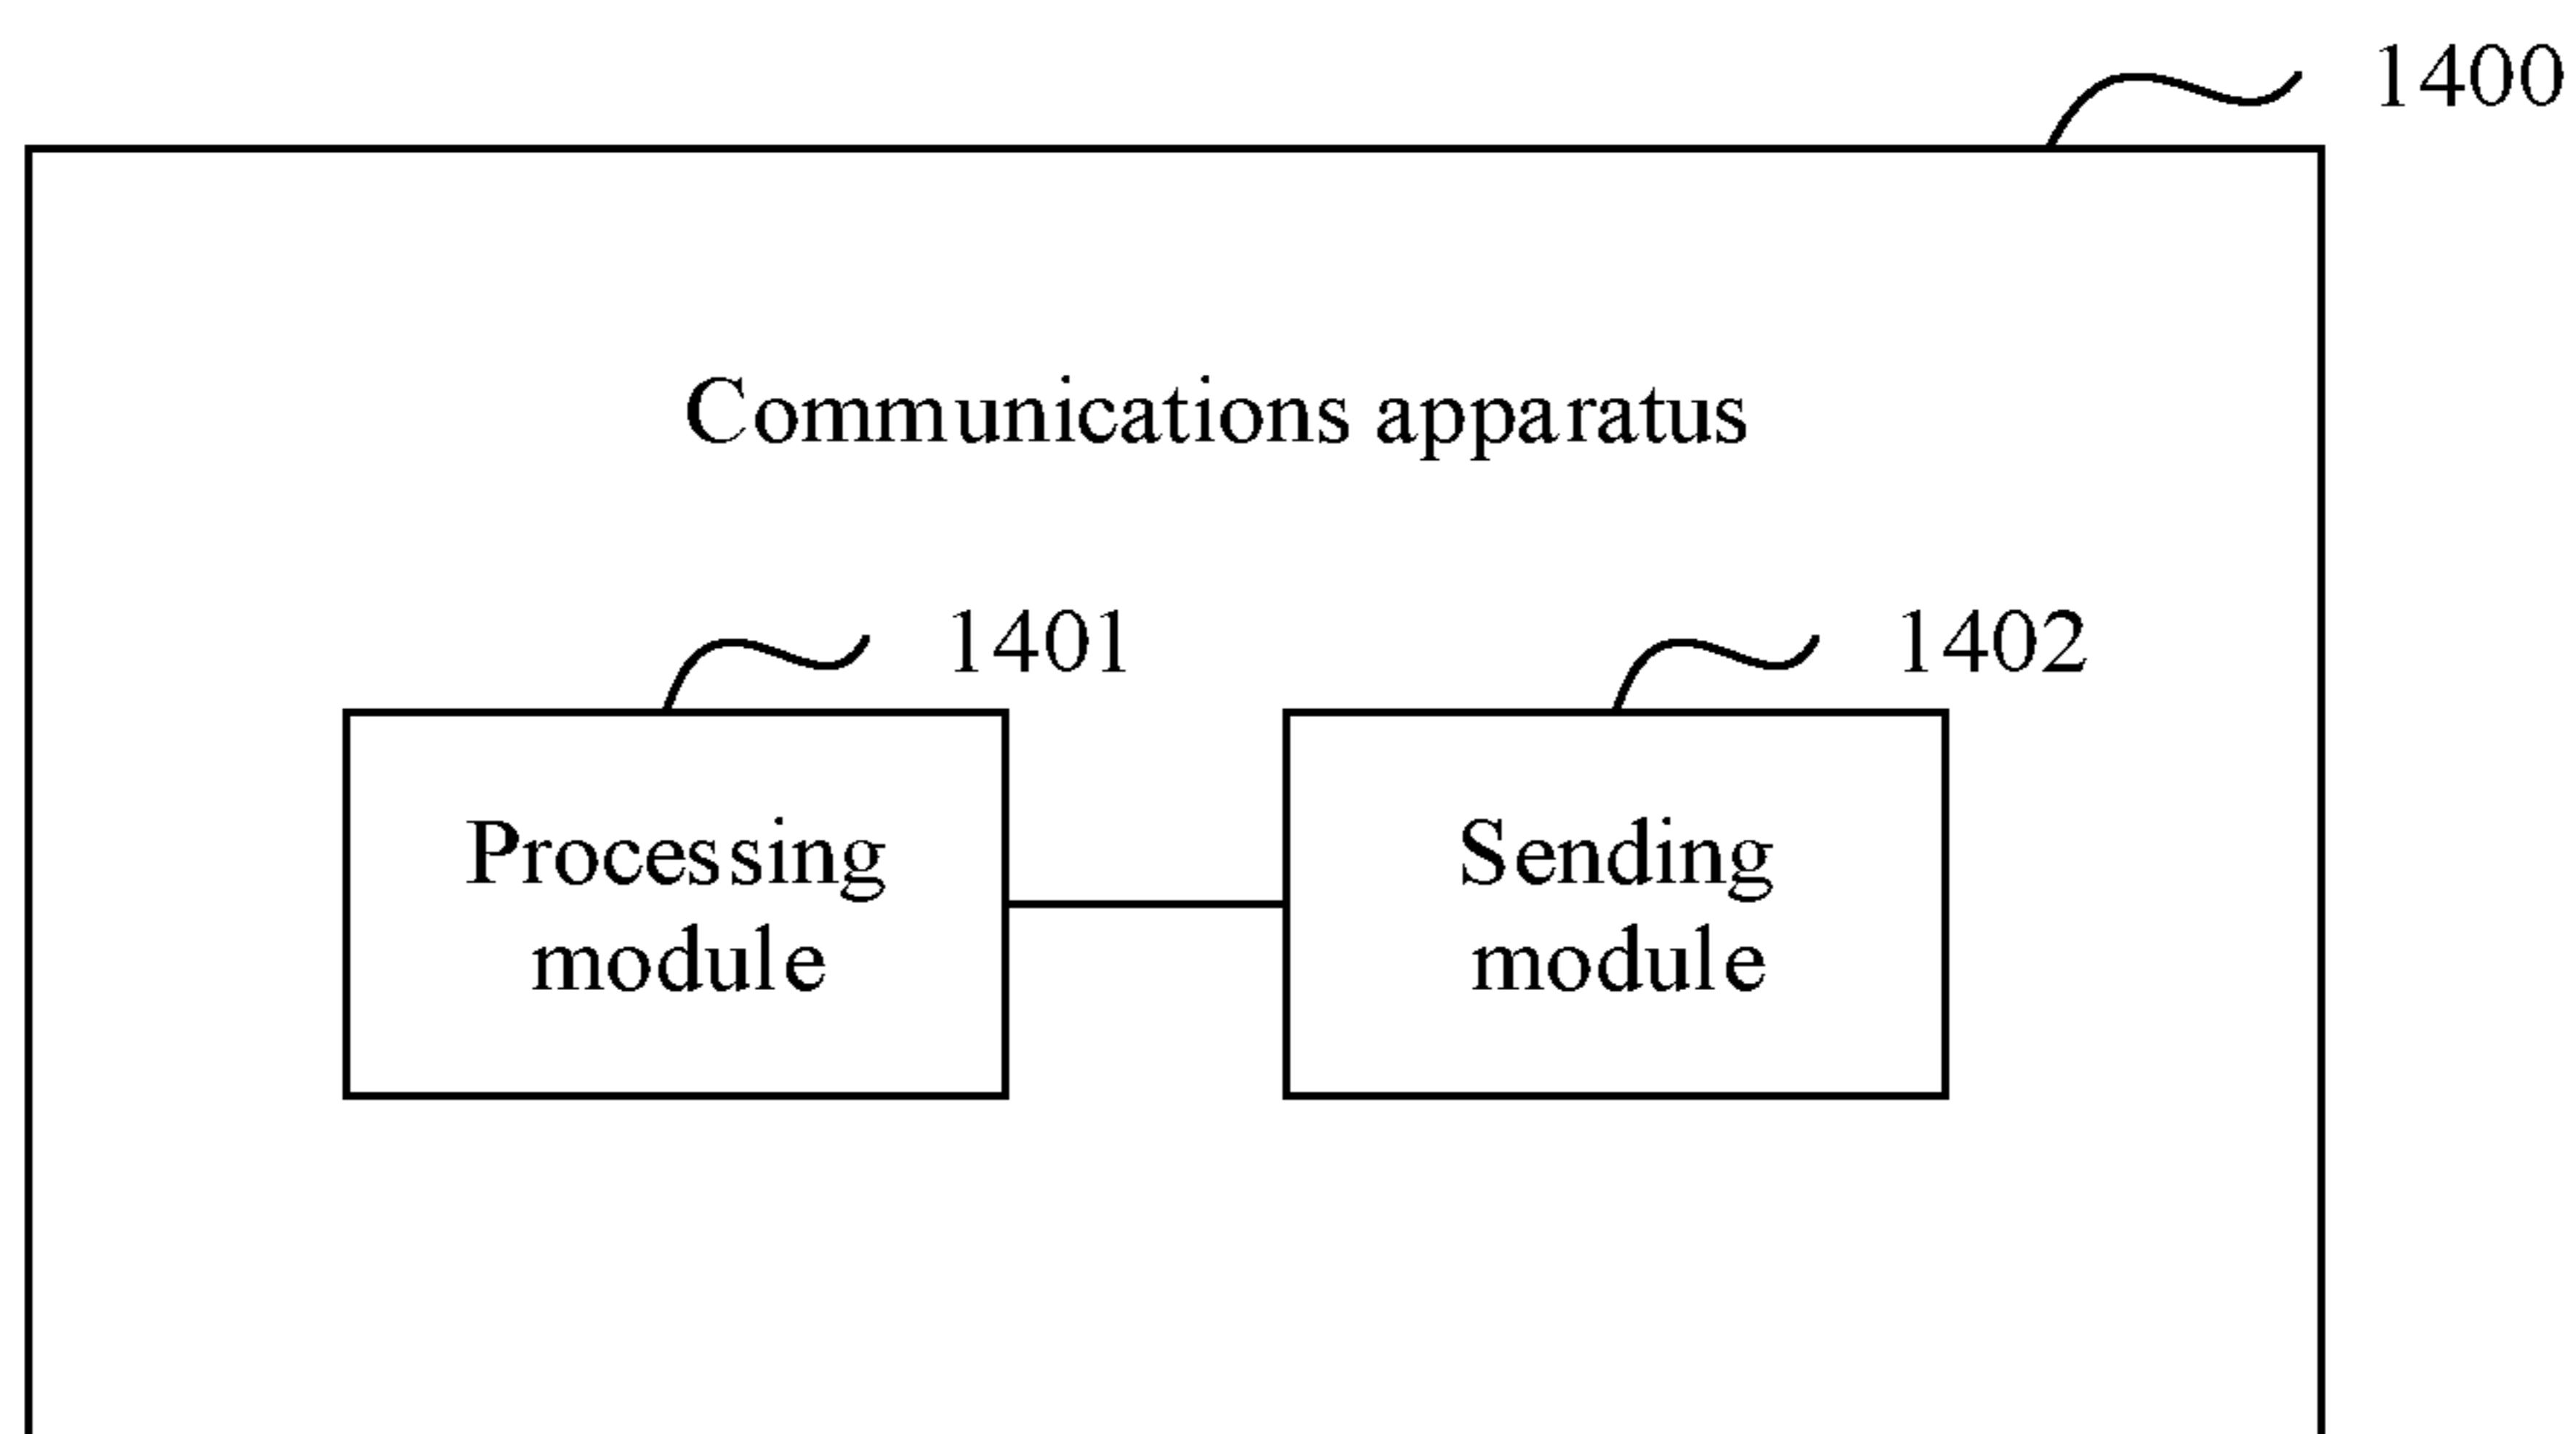 1400
Communications apparatus
1401
1402
Processing
module
Sending
module